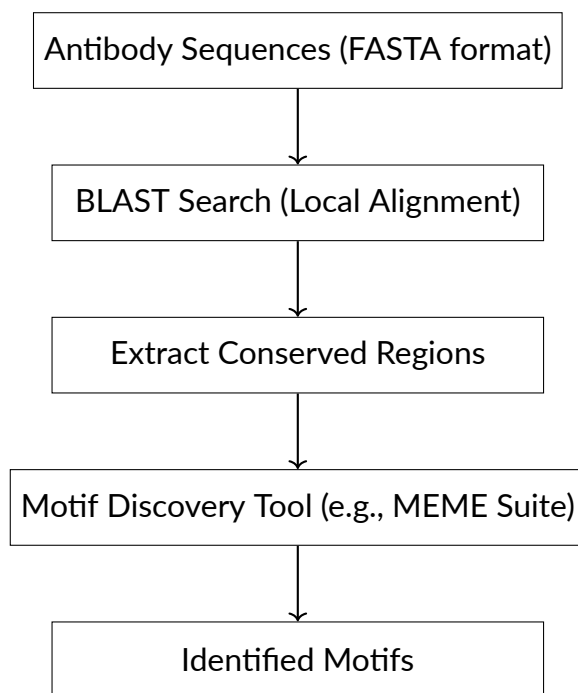 Antibody Sequences (FASTA format)
BLAST Search (Local Alignment)
Extract Conserved Regions
Motif Discovery Tool (e.g., MEME Suite)
Identified Motifs